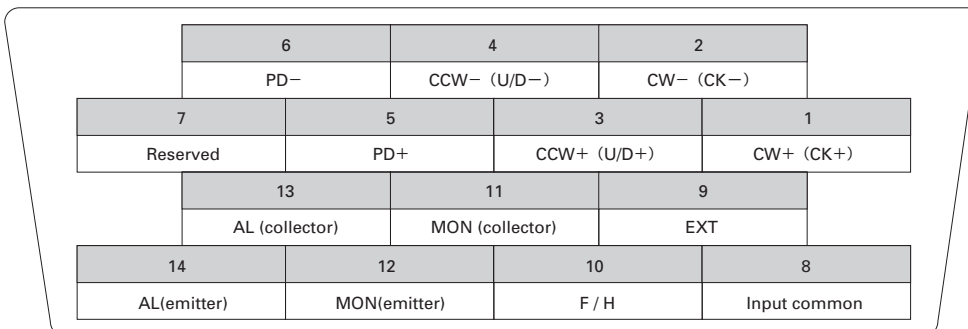 6 4 2
PD− CCW−（U/D−） CW−（CK−）
7 5 3 1
Reserved PD+ CCW+（U/D+） CW+（CK+）
13 11 9
AL (collector) MON (collector) EXT
14 12 10 8
AL(emitter) MON(emitter) F / H Input common